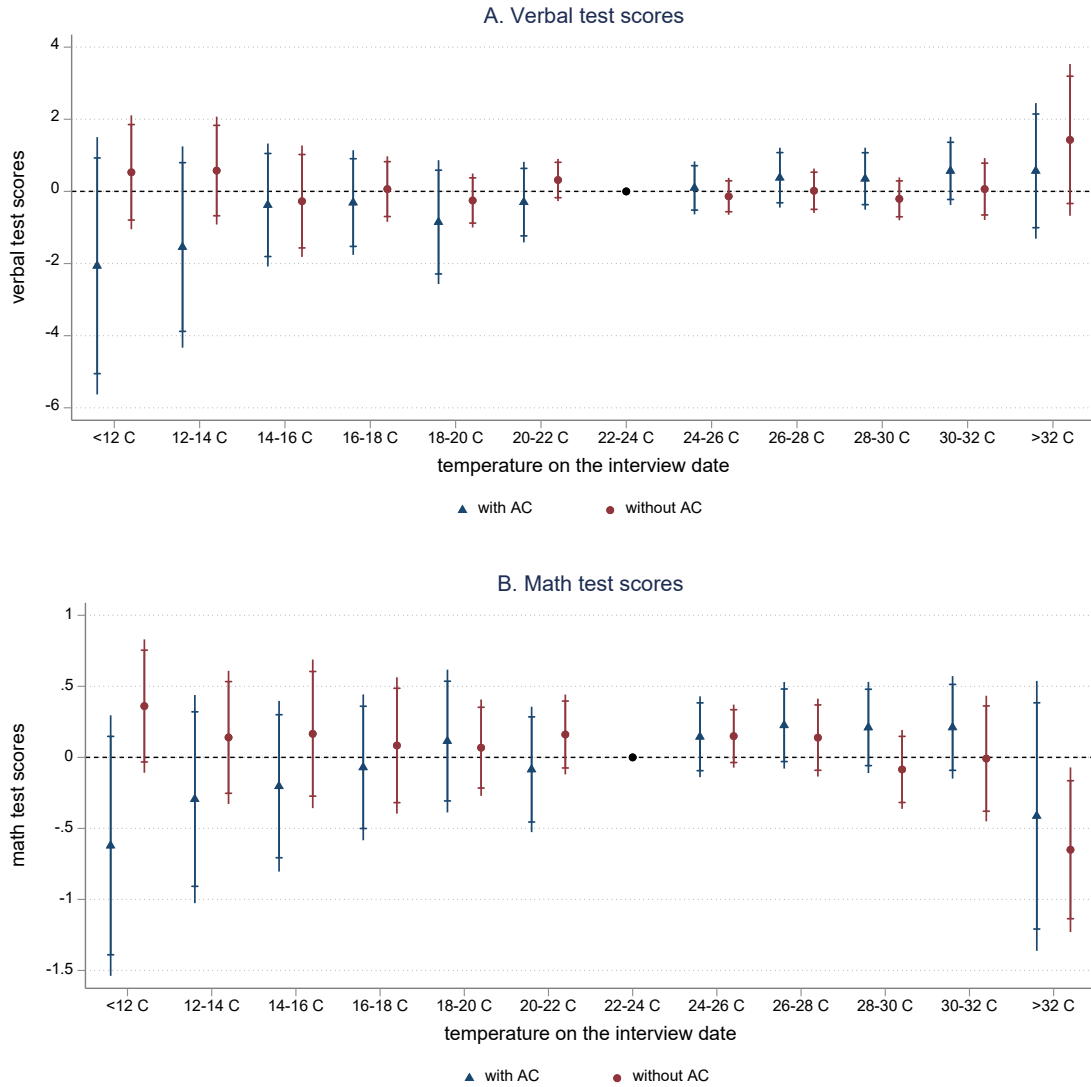 A. Verbal test scores
4
2
0
-2
-4
-6
verbal test scores
<12 C 12-14 C 14-16 C 16-18 C 18-20 C 20-22 C 22-24 C 24-26 C 26-28 C 28-30 C 30-32 C >32 C
temperature on the interview date
with AC without AC
B. Math test scores
1
.5
0
-.5
-1
-1.5
math test scores
<12 C 12-14 C 14-16 C 16-18 C 18-20 C 20-22 C 22-24 C 24-26 C 26-28 C 28-30 C 30-32 C >32 C
temperature on the interview date
with AC without AC